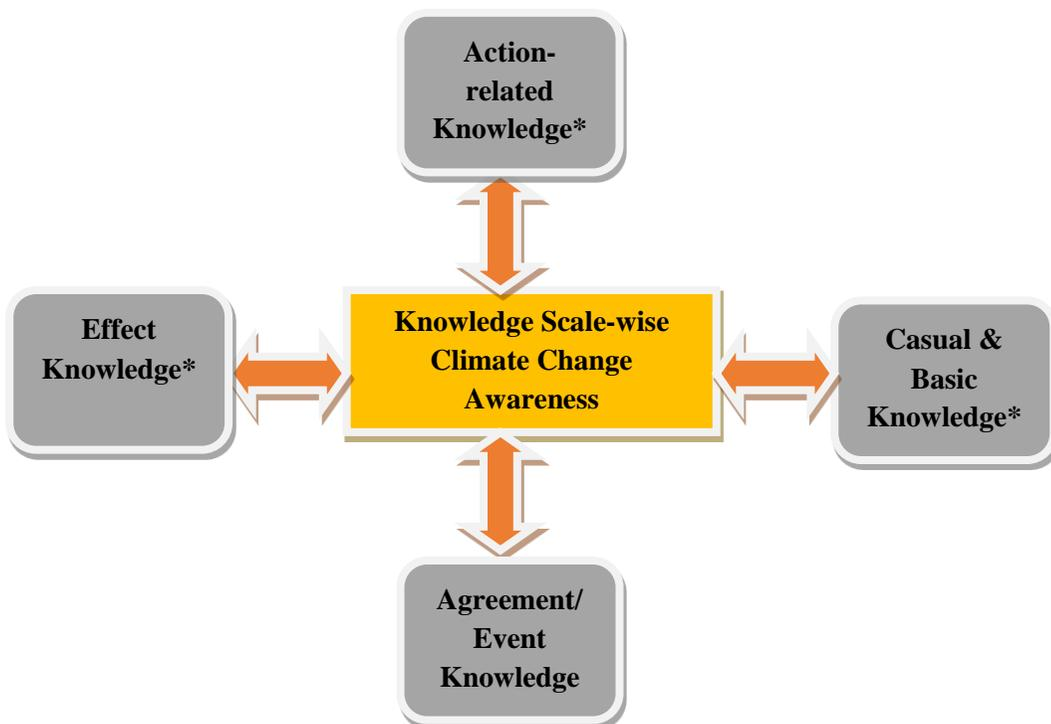 Action-
related
Knowledge*
Effect
Knowledge*
Knowledge Scale-wise
Climate Change
Awareness
Casual &
Basic
Knowledge*
Agreement/
Event
Knowledge